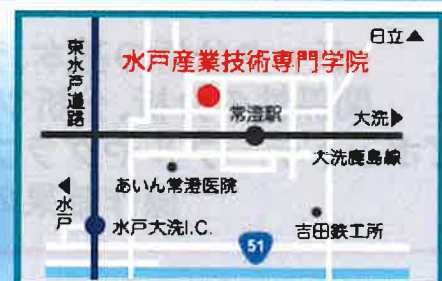 日立▲
東水戸道路
水戸産業技術専門学院
常澄駅
大洗▶
大洗鹿島線
◀水戸
あいん常澄医院
水戸大洗I.C.
吉田鉄工所
51